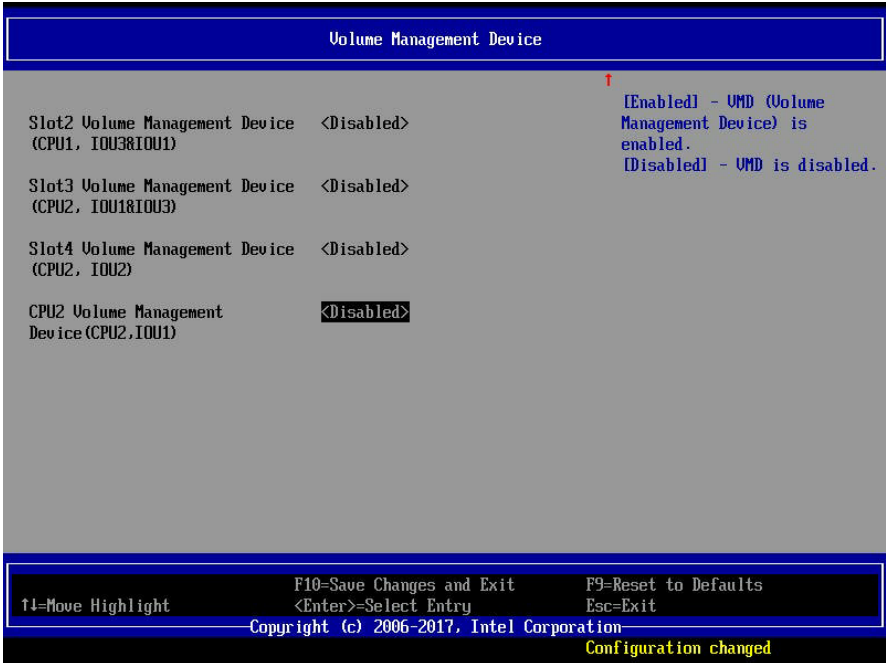 Volume Management Device
Slot2 Volume Management Device <Disabled>
(CPU1, IOU3&IOU1)
Slot3 Volume Management Device <Disabled>
(CPU2, IOU1&IOU3)
Slot4 Volume Management Device <Disabled>
(CPU2, IOU2)
CPU2 Volume Management <Disabled>
Device(CPU2,IOU1)
↑
[Enabled] - VMD (Volume
Management Device) is
enabled.
[Disabled] - VMD is disabled.
F10=Save Changes and Exit F9=Reset to Defaults
↑↓=Move Highlight <Enter>=Select Entry Esc=Exit
Copyright (c) 2006-2017, Intel Corporation
Configuration changed